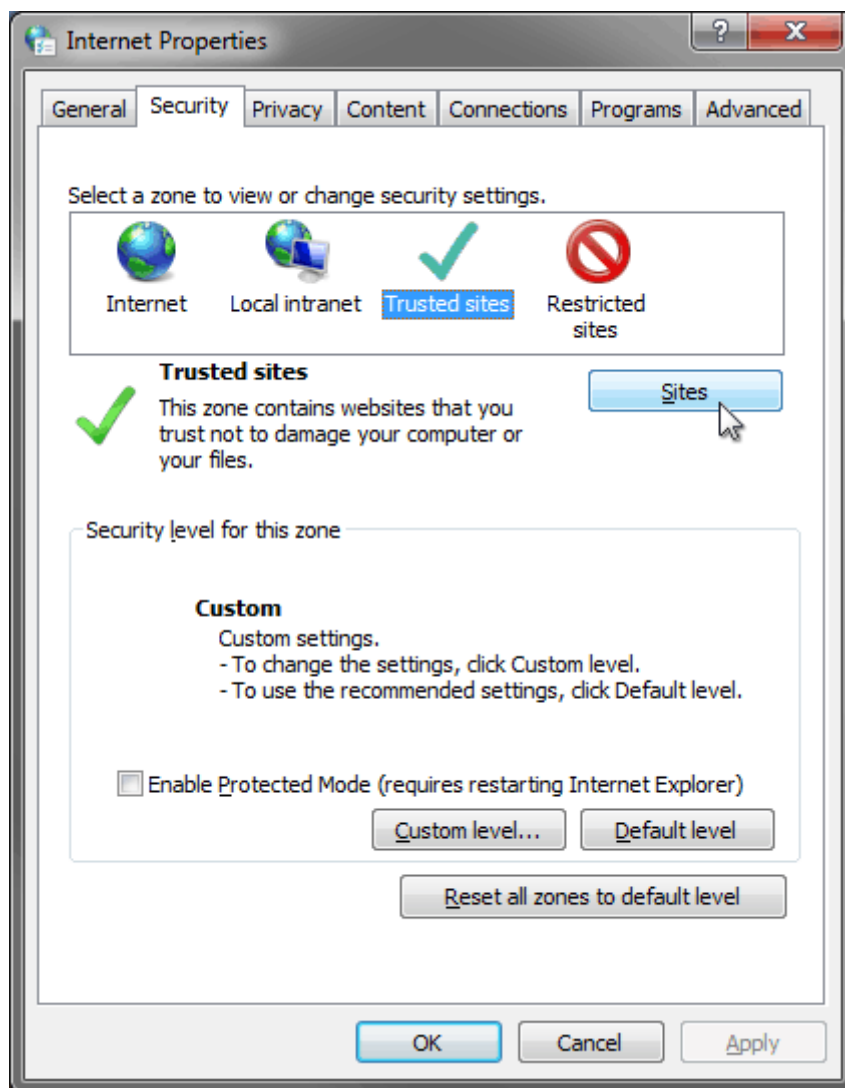 Internet Properties
?
X
General Security Privacy Content Connections Programs Advanced
Select a zone to view or change security settings.
Internet Local intranet Trusted sites Restricted
sites
Trusted sites
Sites
This zone contains websites that you
trust not to damage your computer or
your files.
Security level for this zone
Custom
Custom settings.
- To change the settings, click Custom level.
- To use the recommended settings, click Default level.
Enable Protected Mode (requires restarting Internet Explorer)
Custom level... Default level
Reset all zones to default level
OK Cancel Apply